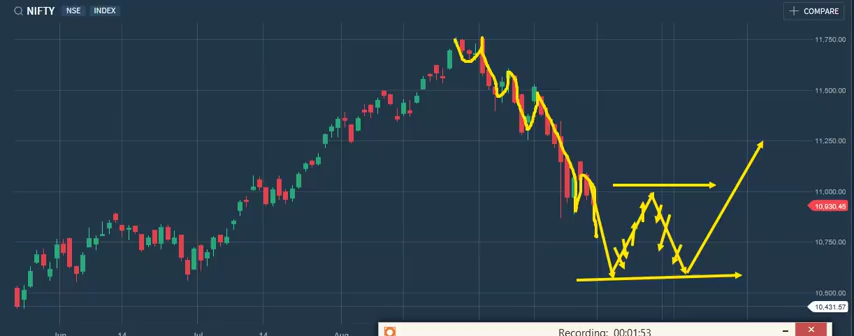 NIFTY NSE INDEX
+ COMPARE
11,750.00
11,500.00
11,250.00
11,000.00
10,930.45
10,750.00
10,500.00
10,431.57
Jun 14 Jul 14 Aug
Recording: 00:01:53